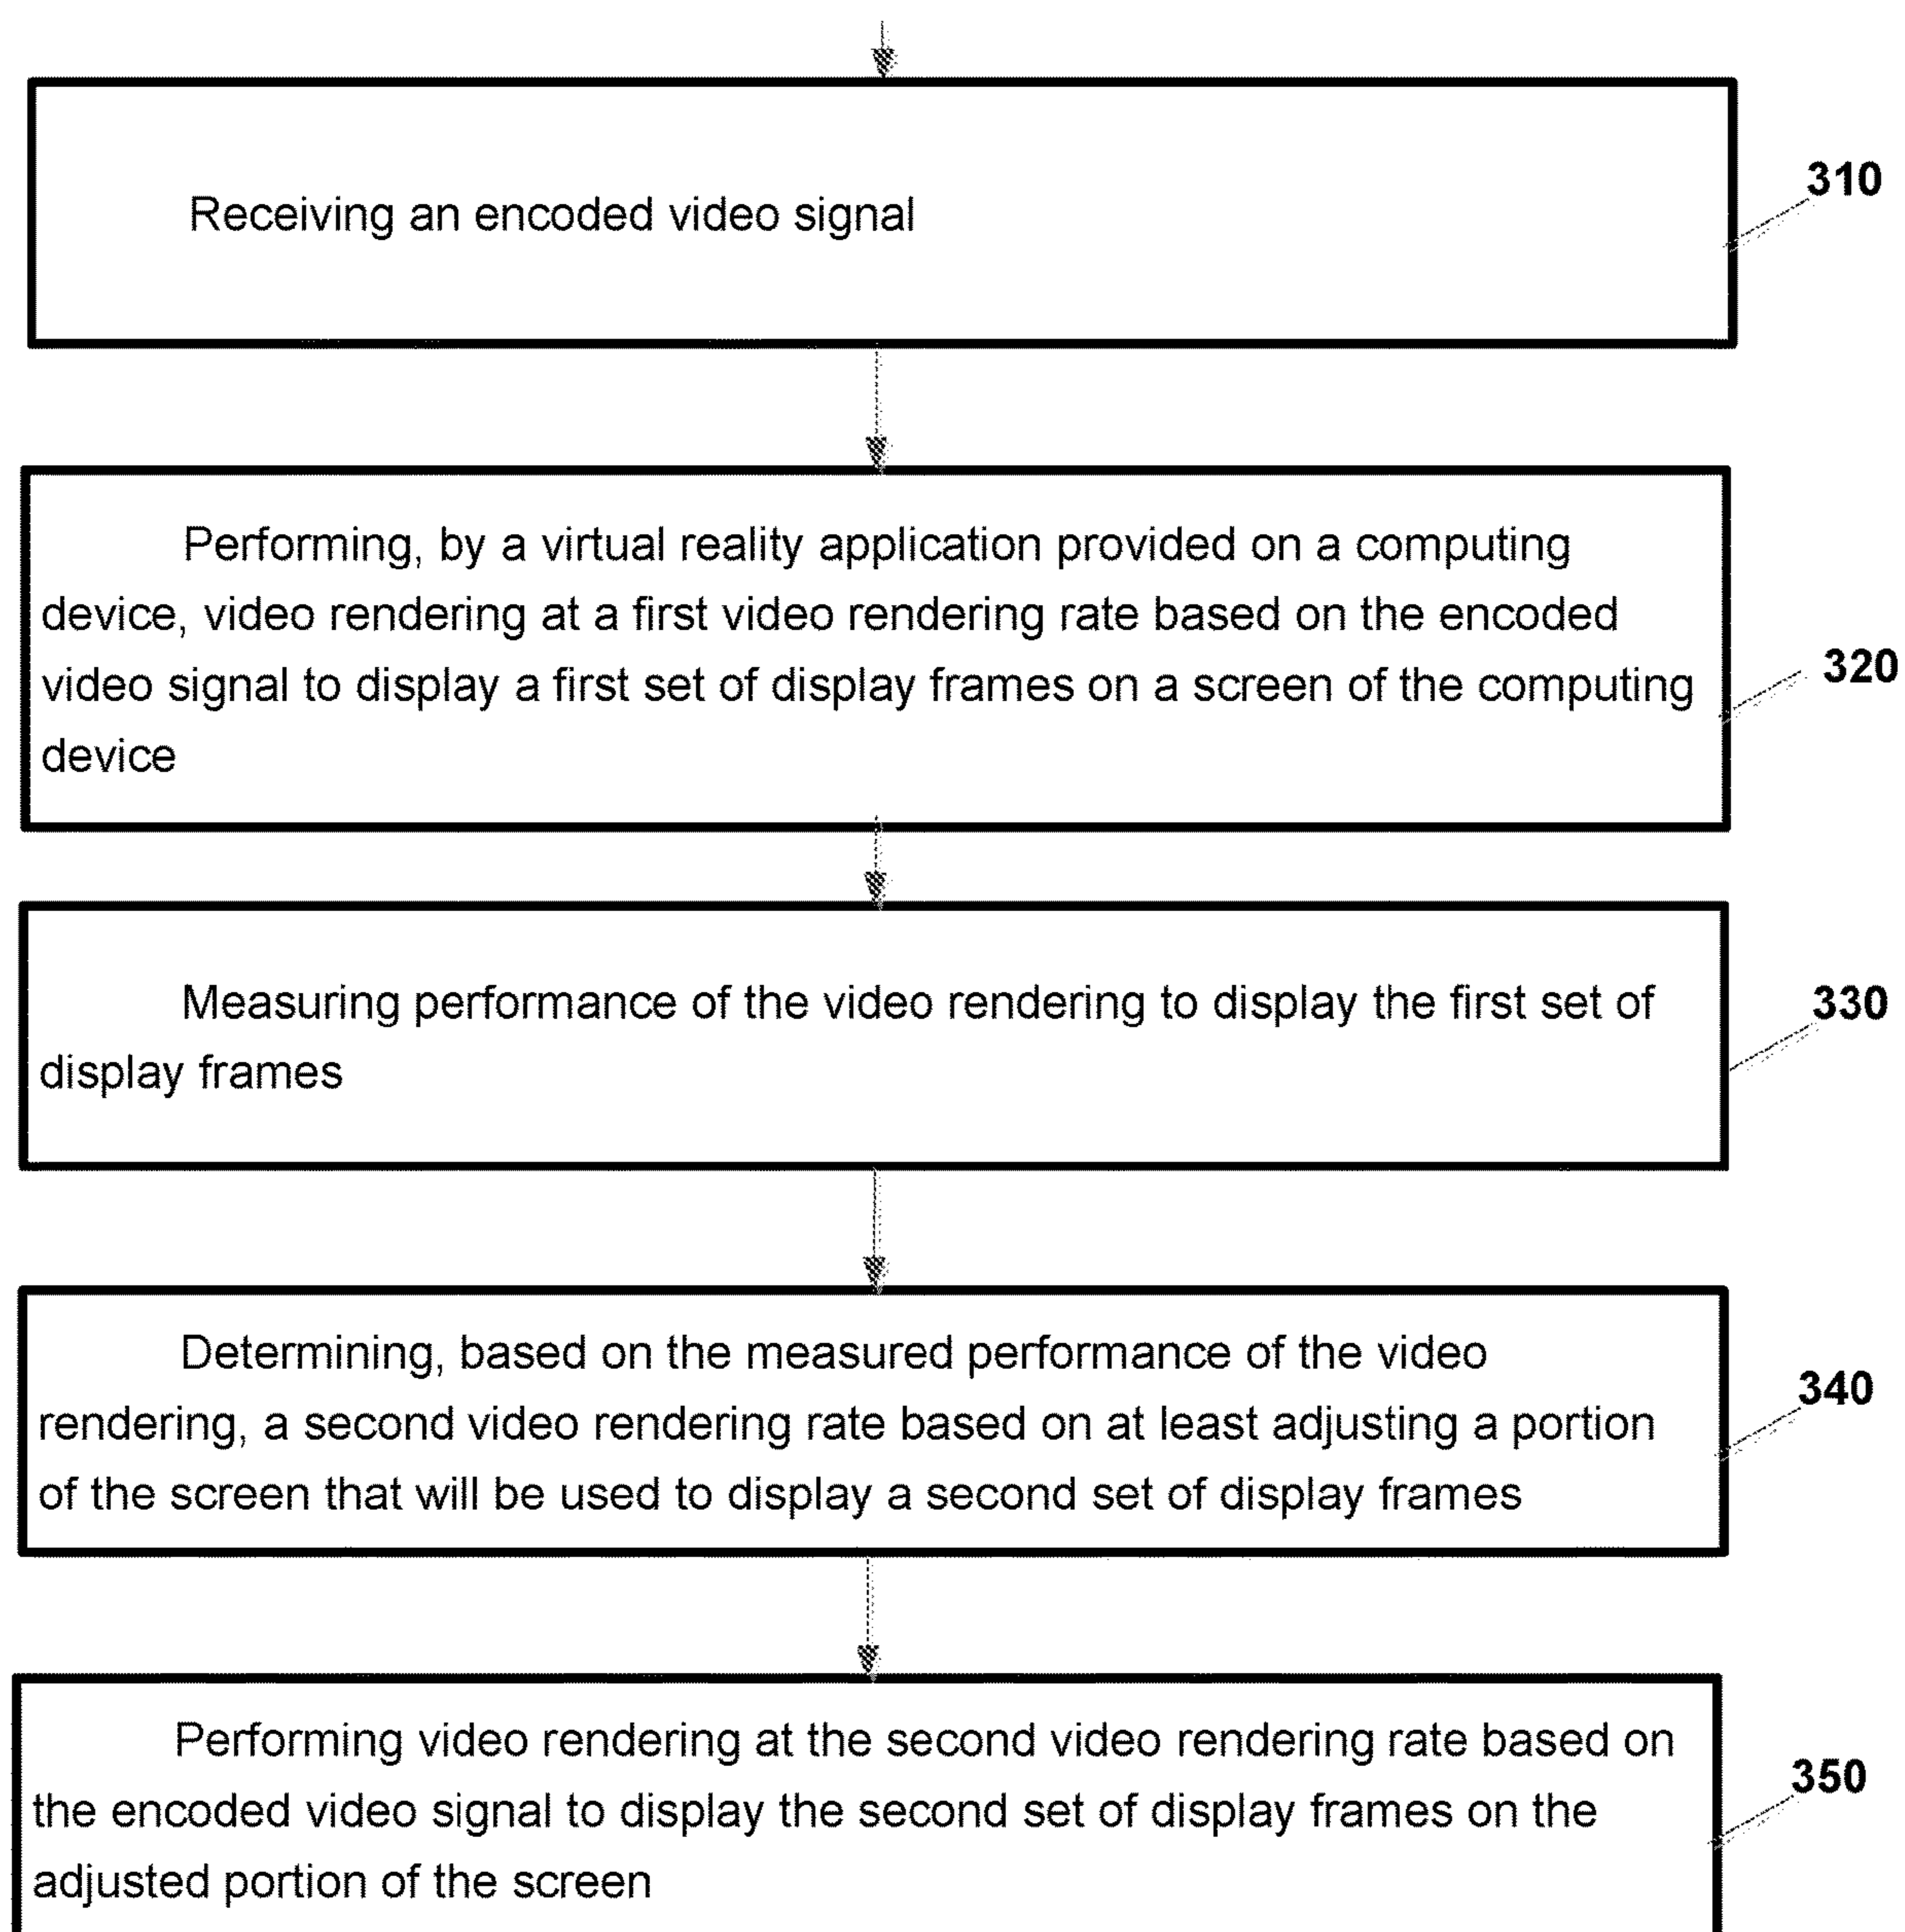 Receiving an encoded video signal
310
Performing, by a virtual reality application provided on a computing
device, video rendering at a first video rendering rate based on the encoded
video signal to display a first set of display frames on a screen of the computing
device
320
Measuring performance of the video rendering to display the first set of
display frames
330
Determining, based on the measured performance of the video
rendering, a second video rendering rate based on at least adjusting a portion
of the screen that will be used to display a second set of display frames
340
Performing video rendering at the second video rendering rate based on
the encoded video signal to display the second set of display frames on the
adjusted portion of the screen
350